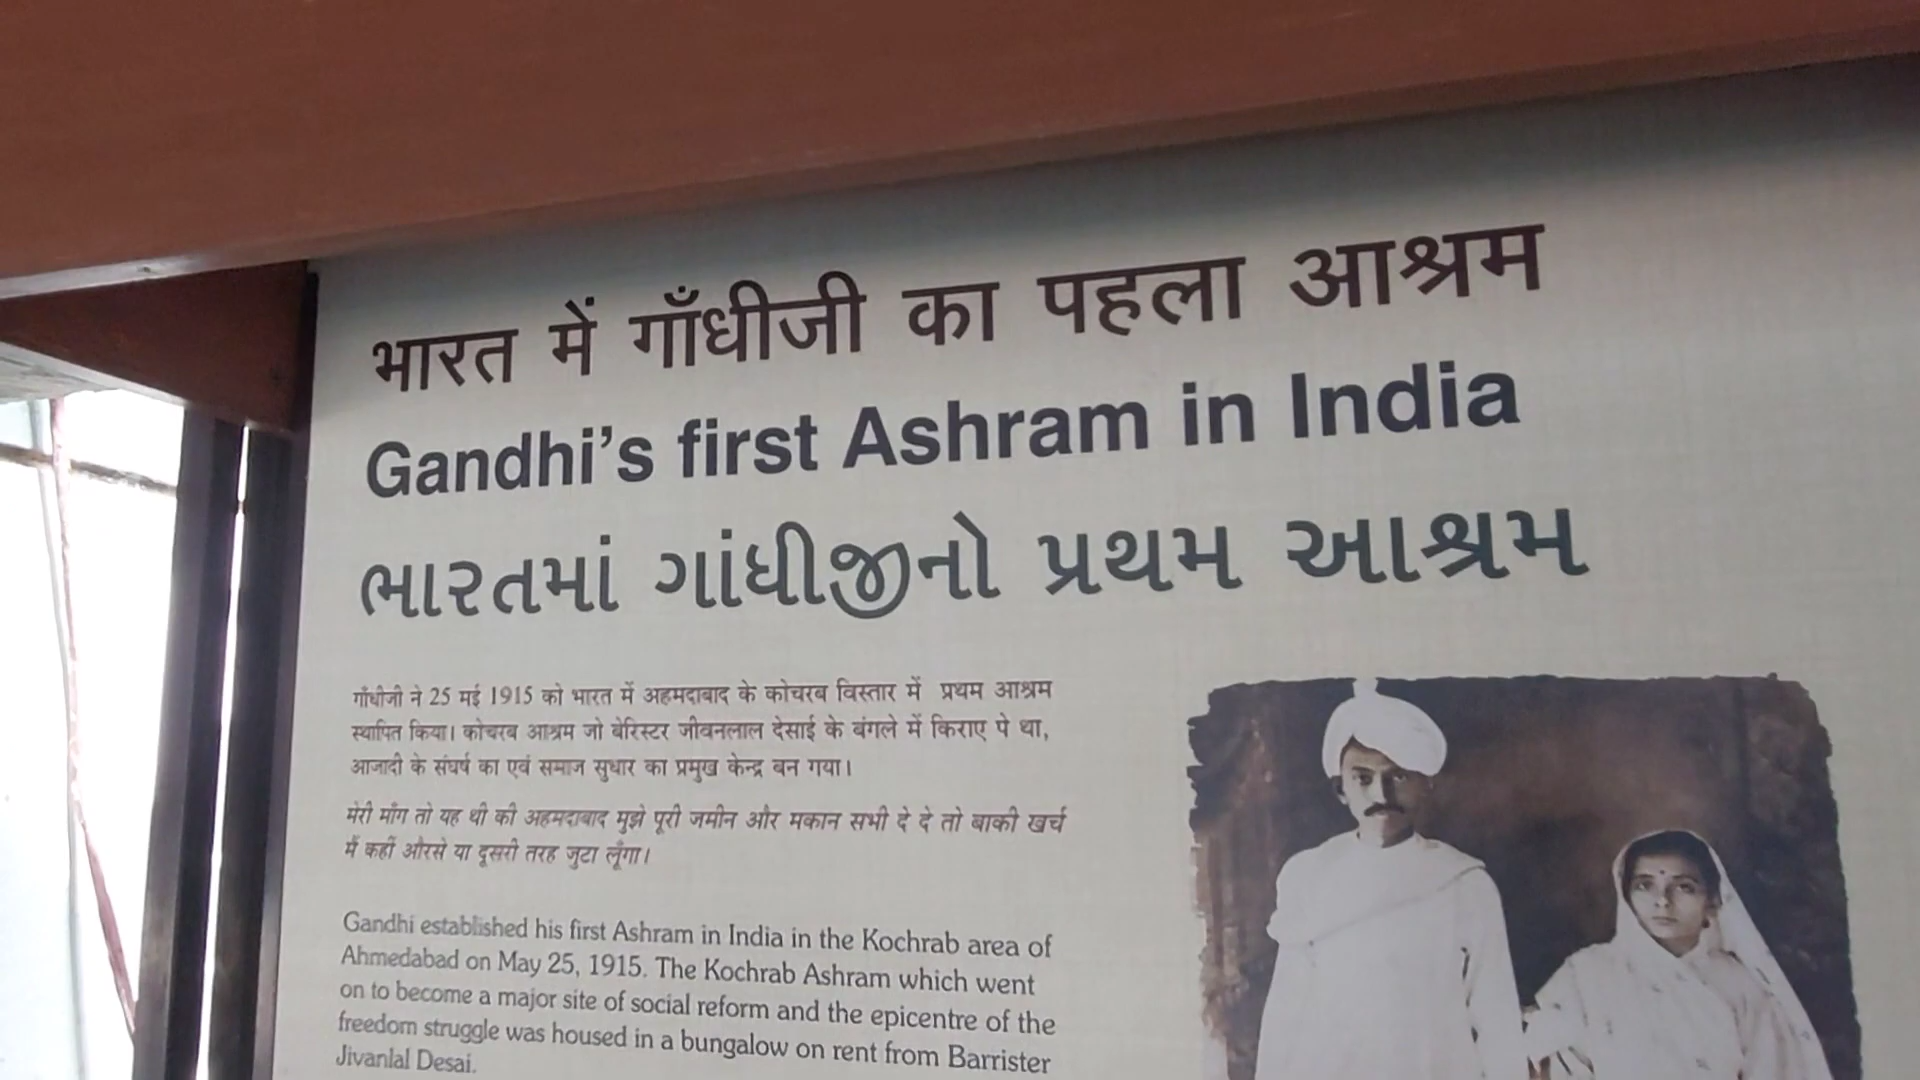 भारत में गाँधीजी का पहला आश्रम
Gandhi's first Ashram in India
ભારતમાં ગાંધીજીનો પ્રથમ આશ્રમ
गाँधीजी ने 25 मई 1915 को भारत में अहमदाबाद के कोचरब विस्तार में प्रथम आश्रम
स्थापित किया। कोचरब आश्रम जो बेरिस्टर जीवनलाल देसाई के बंगले में किराए पे था,
आजादी के संघर्ष का एवं समाज सुधार का प्रमुख केन्द्र बन गया।
मेरी माँग तो यह थी की अहमदाबाद मुझे पूरी जमीन और मकान सभी दे दे तो बाकी खर्च
मैं कहीं औरसे या दूसरी तरह जुटा लूँगा।
Gandhi established his first Ashram in India in the Kochrab area of
Ahmedabad on May 25, 1915. The Kochrab Ashram which went
on to become a major site of social reform and the epicentre of the
freedom struggle was housed in a bungalow on rent from Barrister
Jivanlal Desai.